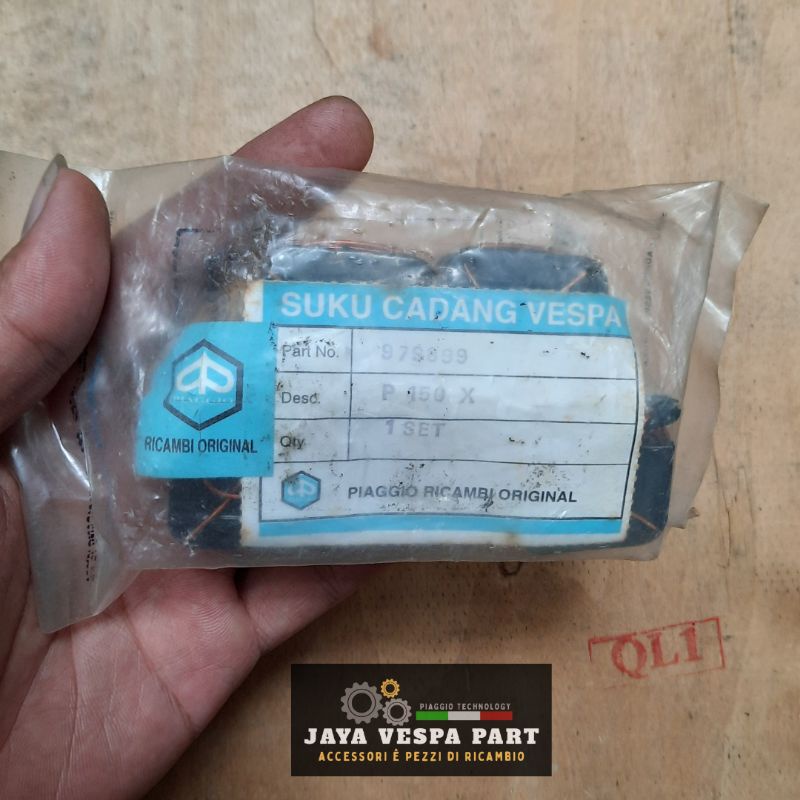 SUKU CADANG VESPA
Part No.
Desc. P 150 X
Qty 1 SET
PIAGGIO
RICAMBI ORIGINAL
PIAGGIO RICAMBI ORIGINAL
QL1
PIAGGIO TECHNOLOGY
JAYA VESPA PART
ACCESSORI È PEZZI DI RICAMBIO